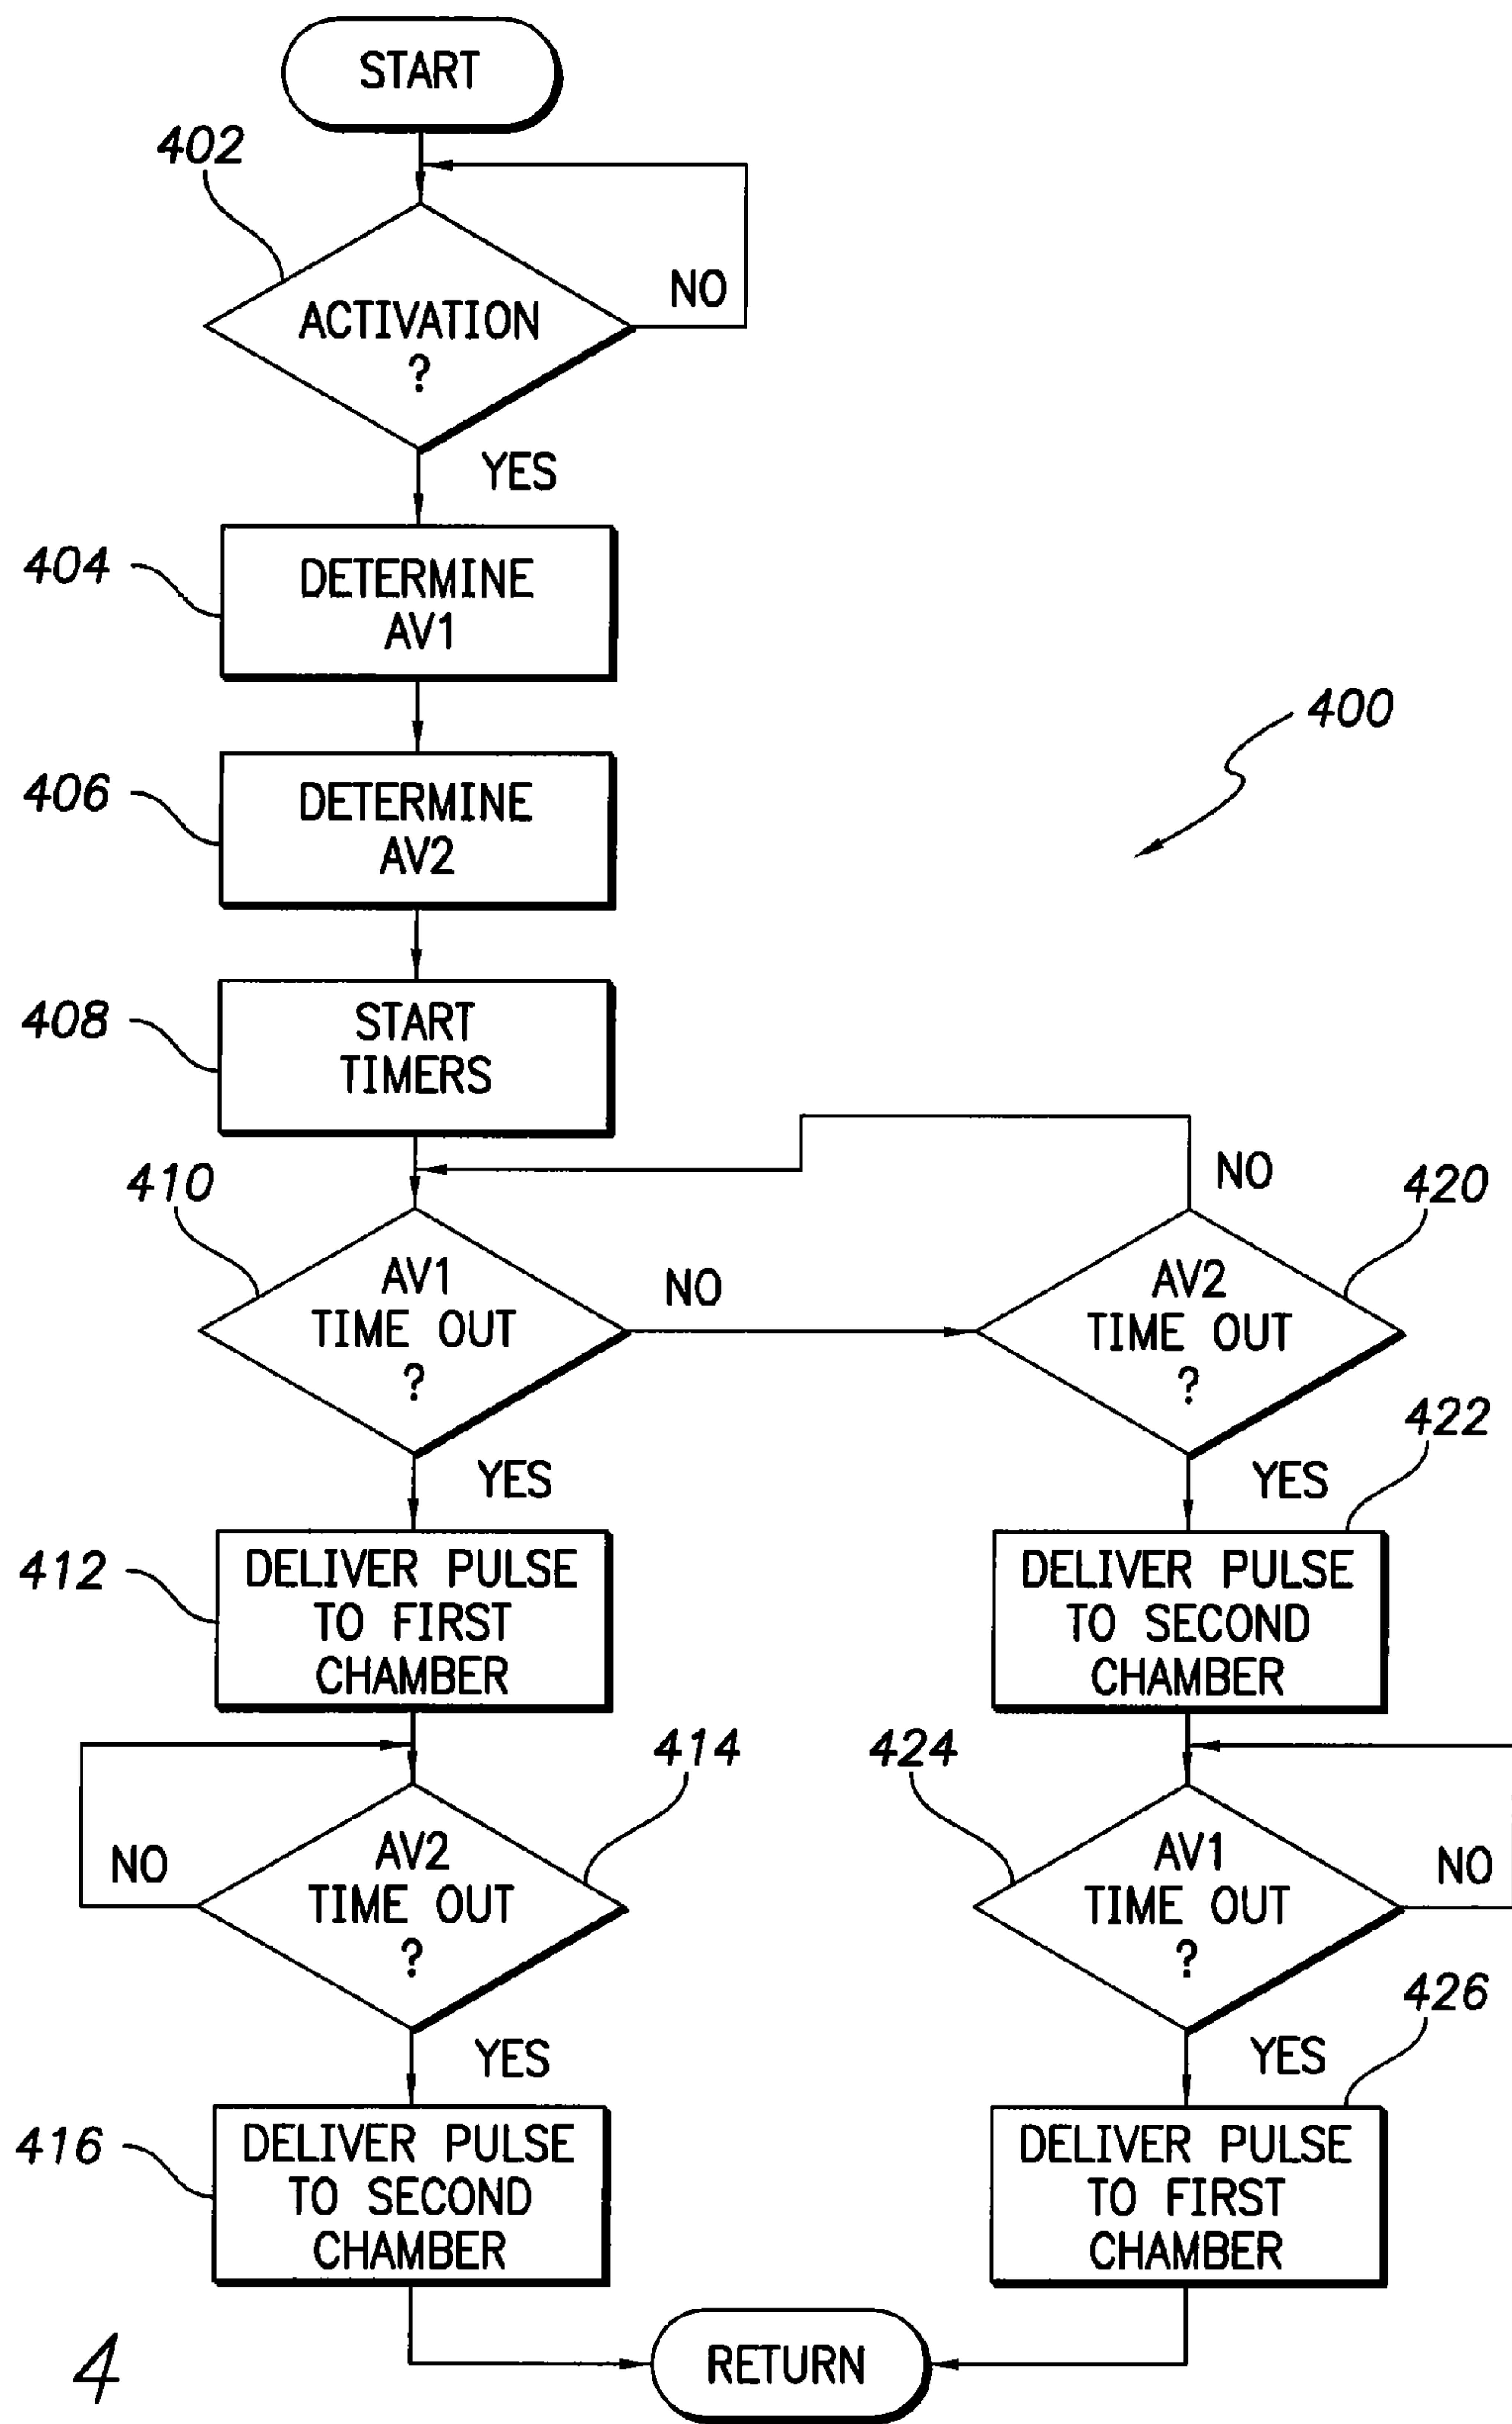 START
402
ACTIVATION
?
NO
YES
404
DETERMINE
AV1
400
406
DETERMINE
AV2
408
START
TIMERS
410
AV1
TIME OUT
?
NO
NO
420
AV2
TIME OUT
?
YES
YES
422
412
DELIVER PULSE
TO FIRST
CHAMBER
DELIVER PULSE
TO SECOND
CHAMBER
414
AV2
TIME OUT
?
NO
YES
424
AV1
TIME OUT
?
NO
YES
426
416
DELIVER PULSE
TO SECOND
CHAMBER
DELIVER PULSE
TO FIRST
CHAMBER
4
RETURN